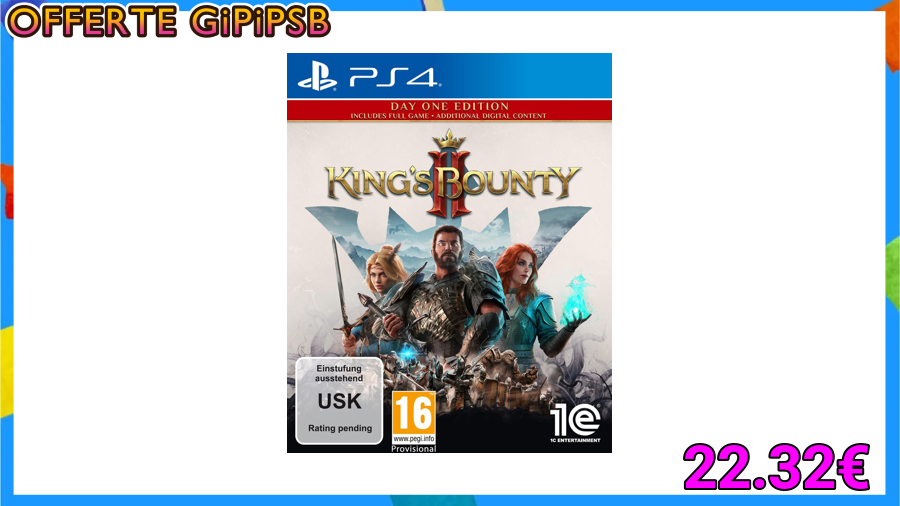 OFFERTE GiPiPSB
PS4
DAY ONE EDITION
INCLUDES FULL GAME • ADDITIONAL DIGITAL CONTENT
II
KING'S BOUNTY
Einstufung
ausstehend
USK
Rating pending
16
www.pegi.info
Provisional
1C
1C ENTERTAINMENT
22.32€